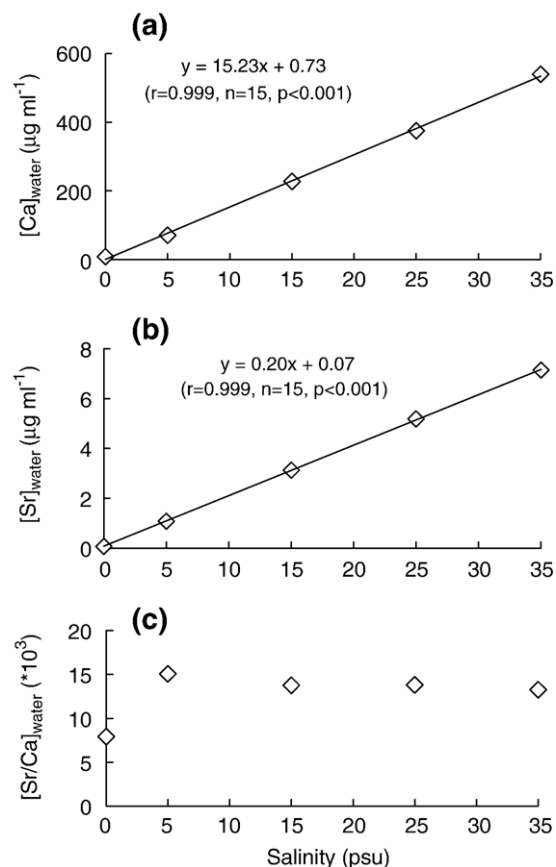 (a)
y = 15.23x + 0.73
(r=0.999, n=15, p<0.001)
[Ca]water (μg ml⁻¹)
600
400
200
0
0 5 10 15 20 25 30 35
(b)
y = 0.20x + 0.07
(r=0.999, n=15, p<0.001)
[Sr]water (μg ml⁻¹)
8
6
4
2
0
0 5 10 15 20 25 30 35
(c)
[Sr/Ca]water (*10³)
20
15
10
5
0
0 5 10 15 20 25 30 35
Salinity (psu)